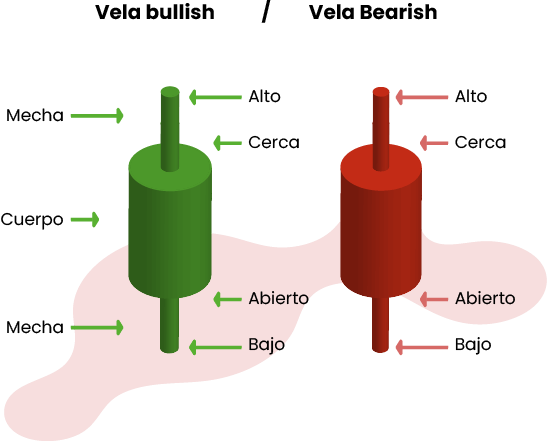 Vela bullish / Vela Bearish
Alto
Mecha
Cerca
Cuerpo
Abierto
Mecha
Bajo
Alto
Cerca
Abierto
Bajo